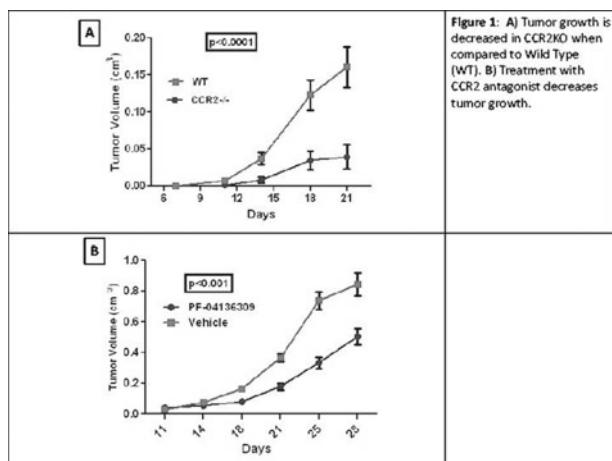 A
p<0.0001
Tumor Volume (cm³)
0.20
0.15
0.10
0.05
0.00
WT
CCR2-/-
6 9 12 15 18 21
Days
Figure 1: A) Tumor growth is
decreased in CCR2KO when
compared to Wild Type
(WT). B) Treatment with
CCR2 antagonist decreases
tumor growth.
B
p<0.001
Tumor Volume (cm³)
1.0
0.8
0.6
0.4
0.2
0.0
PF-04136309
Vehicle
11 14 18 21 25 28
Days